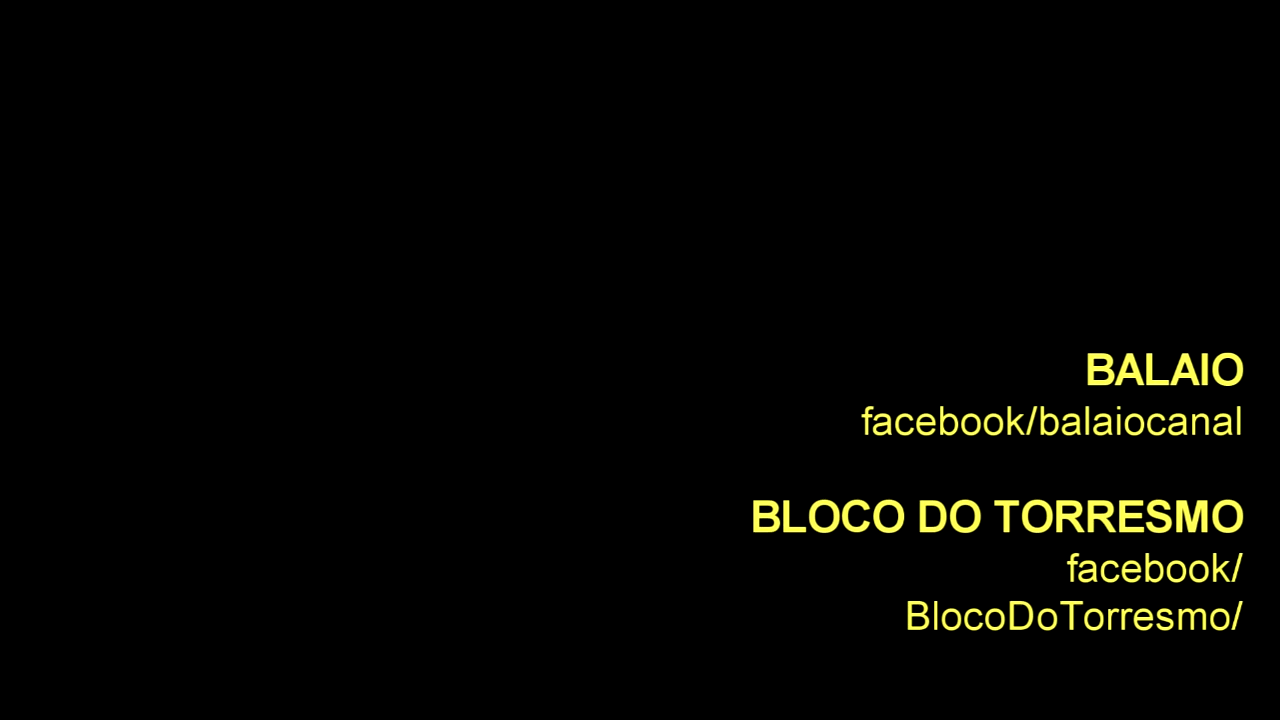 BALAIO
facebook/balaiocanal
BLOCO DO TORRESMO
facebook/
BlocoDoTorresmo/